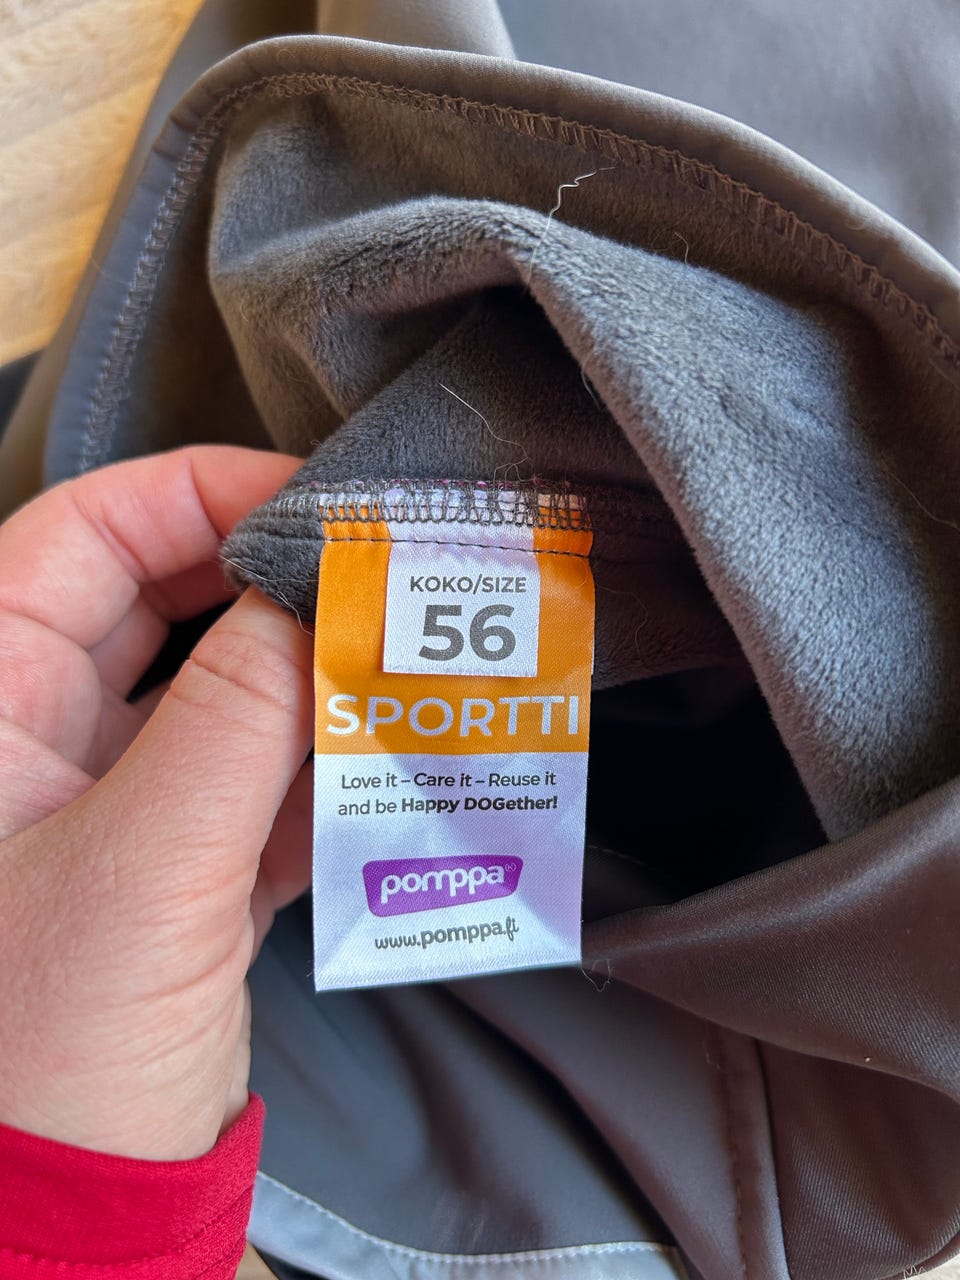 KOKO/SIZE
56
SPORTTI
Love it – Care it – Reuse it
and be Happy DOGether!
pomppa®
www.pomppa.fi